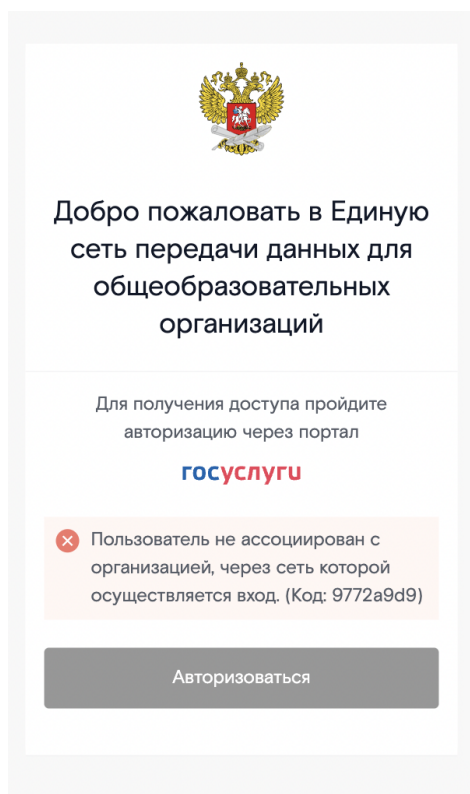 Добро пожаловать в Единую
сеть передачи данных для
общеобразовательных
организаций
Для получения доступа пройдите
авторизацию через портал
госуслуги
Пользователь не ассоциирован с
организацией, через сеть которой
осуществляется вход. (Код: 9772a9d9)
Авторизоваться